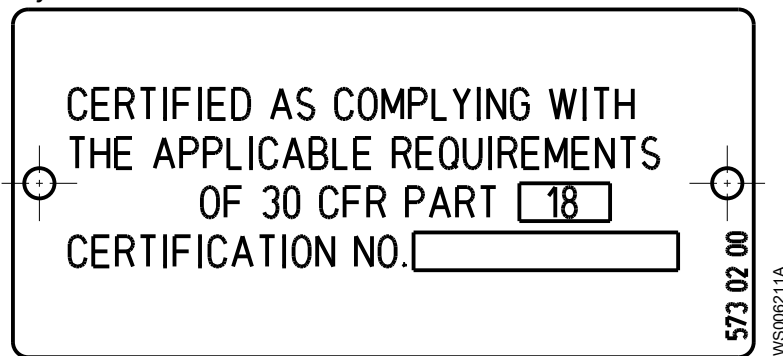 CERTIFIED AS COMPLYING WITH
THE APPLICABLE REQUIREMENTS
OF 30 CFR PART 18
CERTIFICATION NO.
573 02 00
WS006211A